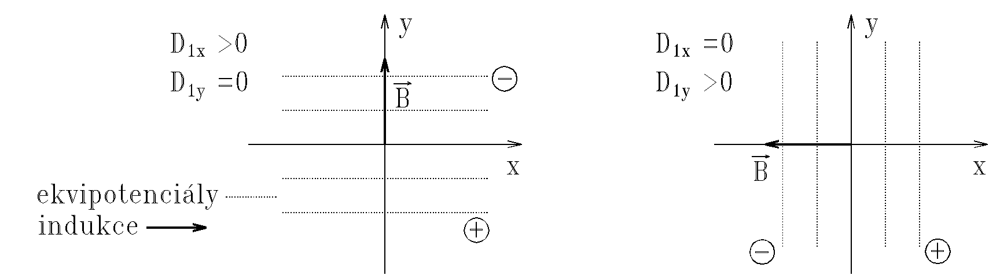 y
D1x >0
D1y =0
−
B
x
ekvipotenciály
indukce
+
y
D1x =0
D1y >0
x
B
−
+